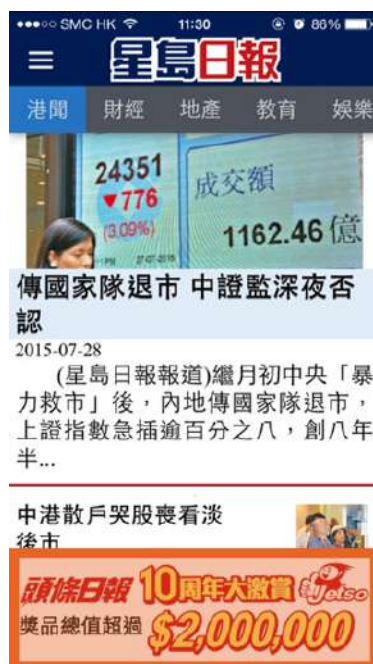 SMC HK 11:30 86%
星島日報
港聞 財經 地產 教育 娛樂
24351
▼776
(3.09%)
成交額
1162.46億
27-07-2015
傳國家隊退市 中證監深夜否
認
2015-07-28
(星島日報報道)繼月初中央「暴
力救市」後，內地傳國家隊退市，
上證指數急插逾百分之八，創八年
半...
中港散戶哭股喪看淡
後市
頭條日報 10周年大激賞 Jetso
獎品總值超過 $2,000,000